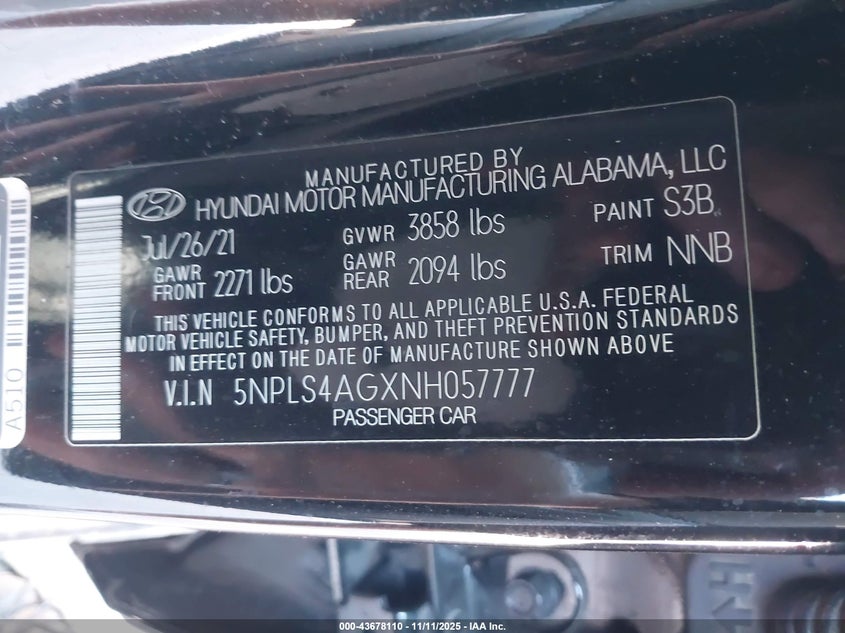 MANUFACTURED BY
HYUNDAI MOTOR MANUFACTURING ALABAMA, LLC
Jul/26/21 GVWR 3858 lbs PAINT S3B
GAWR FRONT 2271 lbs GAWR REAR 2094 lbs TRIM NNB
THIS VEHICLE CONFORMS TO ALL APPLICABLE U.S.A. FEDERAL
MOTOR VEHICLE SAFETY, BUMPER, AND THEFT PREVENTION STANDARDS
IN EFFECT ON THE DATE OF MANUFACTURE SHOWN ABOVE
V.I.N 5NPLS4AGXNH057777
PASSENGER CAR
A510
000-43678110 - 11/11/2025 - IAA Inc.